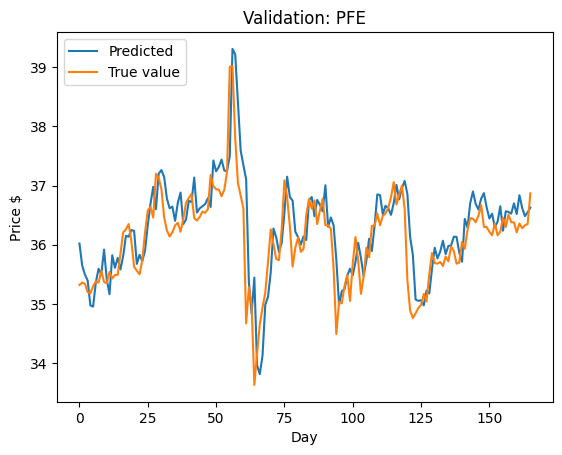 Validation: PFE
Predicted
True value
39
38
37
36
35
34
Price $
0 25 50 75 100 125 150
Day